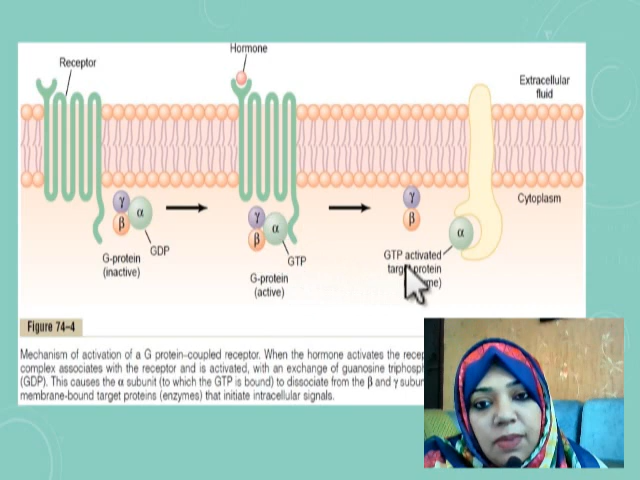 Hormone
Receptor
Extracellular
fluid
γ
β
α
γ
β
α
γ
β
α
Cytoplasm
GDP
G-protein
(inactive)
GTP
G-protein
(active)
GTP activated
target protein
Figure 74-4
Mechanism of activation of a G protein-coupled receptor. When the hormone activates the
complex associates with the receptor and is activated, with an exchange of guanosine
(GDP). This causes the α subunit (to which the GTP is bound) to dissociate from the β and γ
membrane-bound target proteins (enzymes) that initiate intracellular signals.